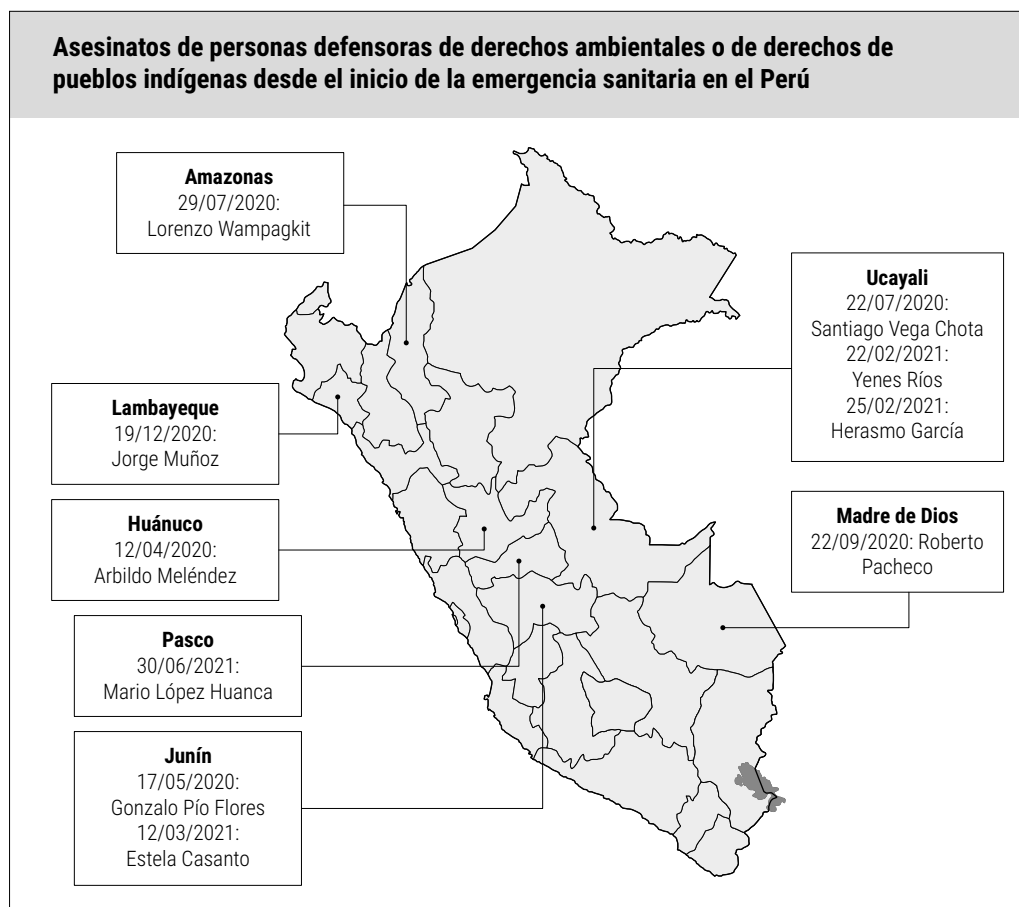 Asesinatos de personas defensoras de derechos ambientales o de derechos de
pueblos indígenas desde el inicio de la emergencia sanitaria en el Perú
Amazonas
29/07/2020:
Lorenzo Wampagkit
Ucayali
22/07/2020:
Santiago Vega Chota
22/02/2021:
Yenes Ríos
25/02/2021:
Herasmo García
Lambayeque
19/12/2020:
Jorge Muñoz
Huánuco
12/04/2020:
Arbildo Meléndez
Madre de Dios
22/09/2020: Roberto
Pacheco
Pasco
30/06/2021:
Mario López Huanca
Junín
17/05/2020:
Gonzalo Pío Flores
12/03/2021:
Estela Casanto